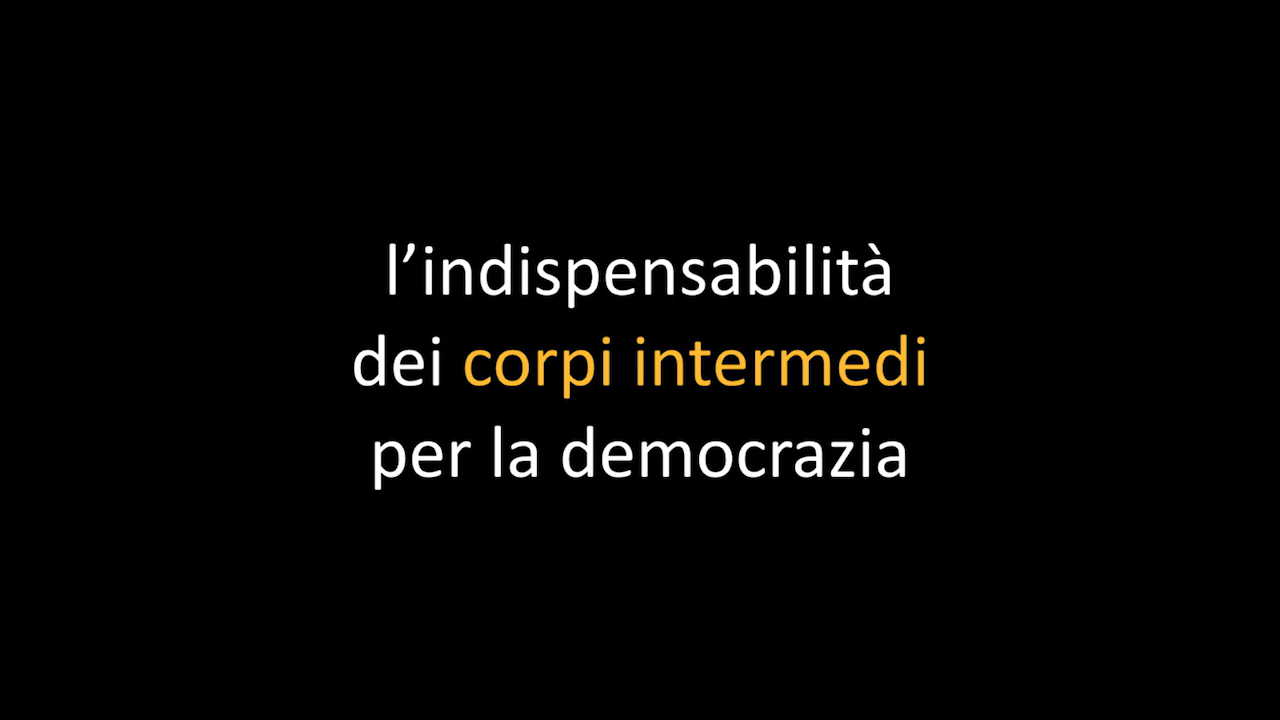 l’indispensabilità
dei corpi intermedi
per la democrazia